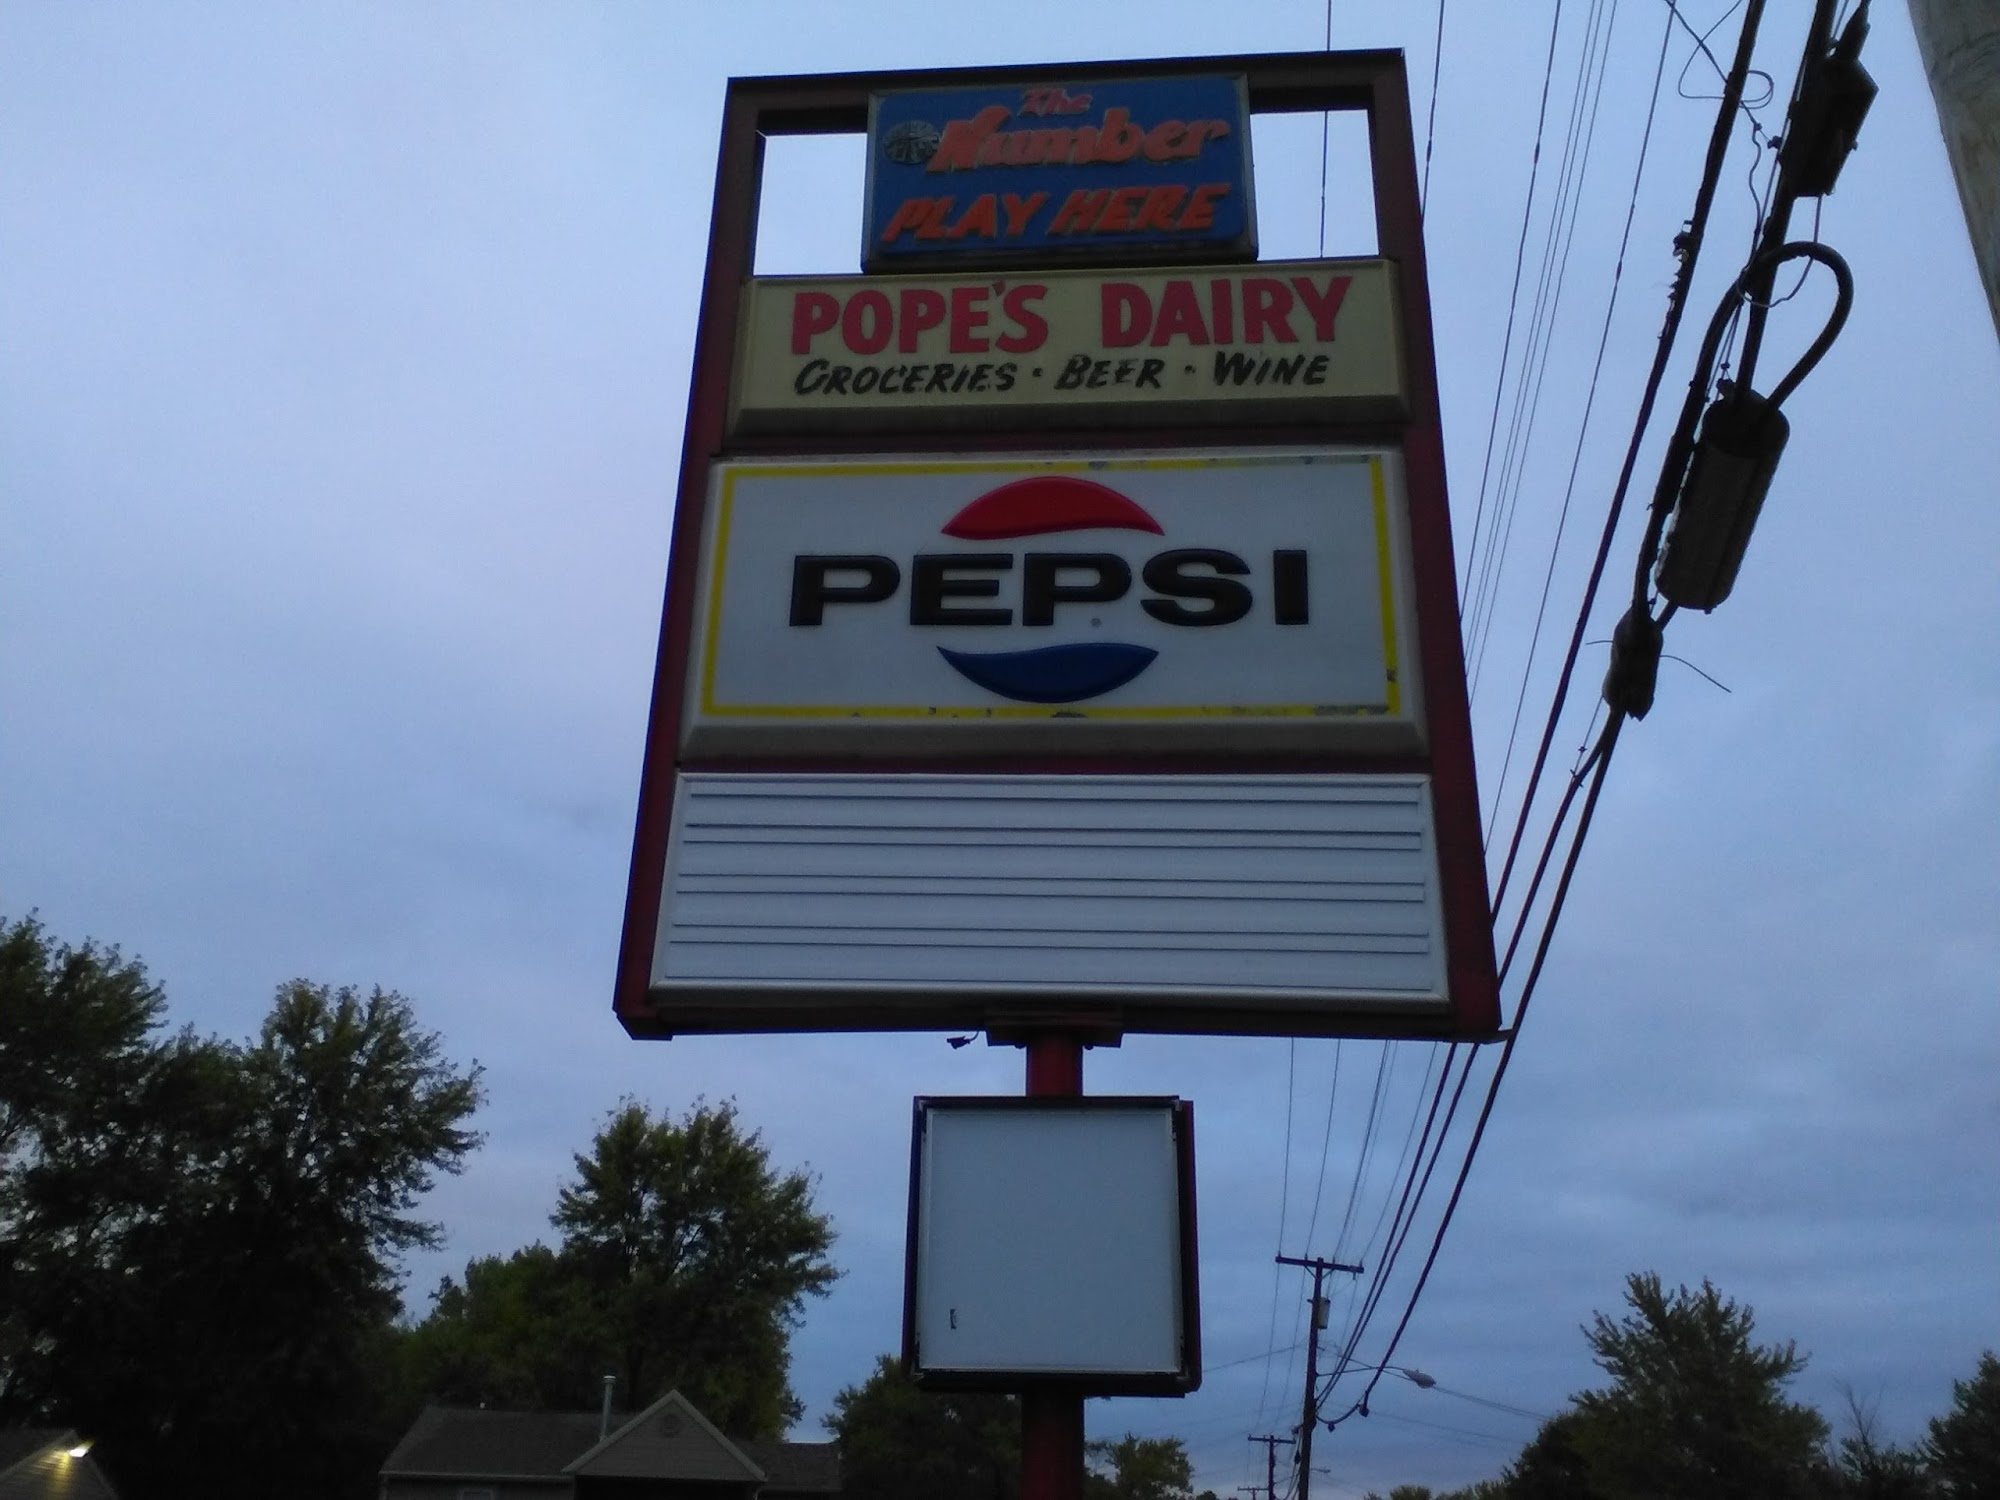 The
Number
PLAY HERE
POPE'S DAIRY
GROCERIES · BEER · WINE
PEPSI
®